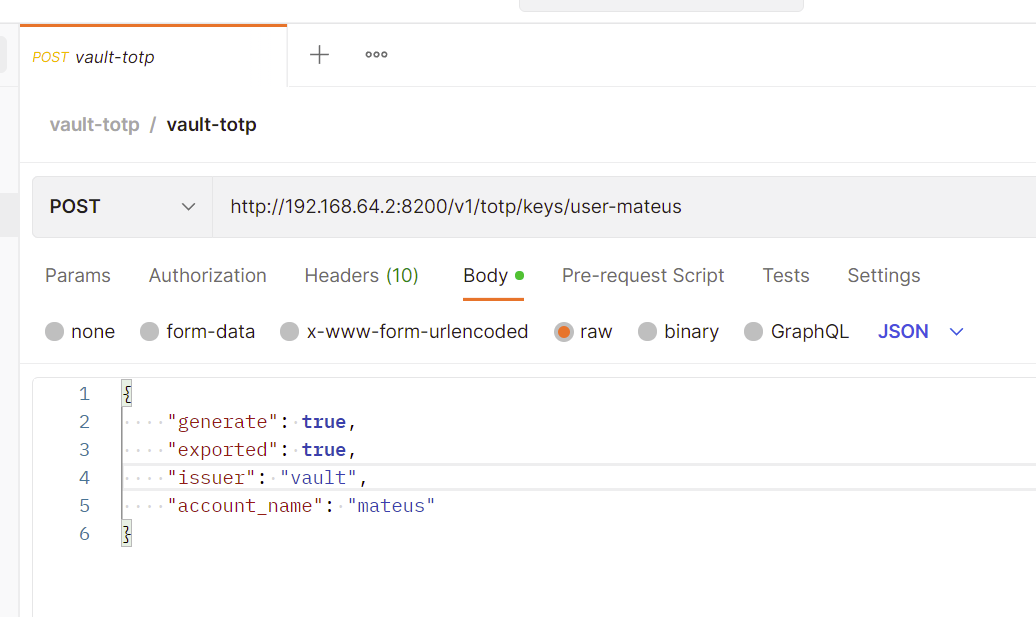 POST vault-totp
vault-totp / vault-totp
POST http://192.168.64.2:8200/v1/totp/keys/user-mateus
Params Authorization Headers (10) Body Pre-request Script Tests Settings
none form-data x-www-form-urlencoded raw binary GraphQL JSON
1 {
2 "generate": true,
3 "exported": true,
4 "issuer": "vault",
5 "account_name": "mateus"
6 }